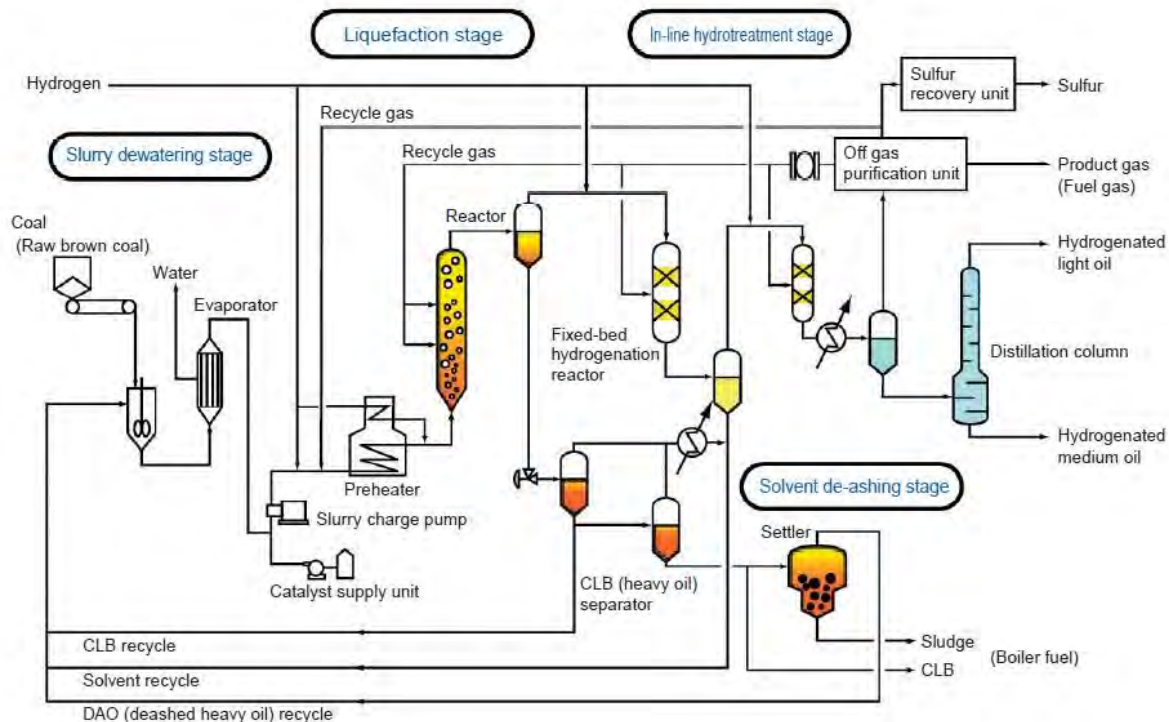 Liquefaction stage
In-line hydrotreatment stage
Hydrogen
Sulfur
recovery unit
Sulfur
Recycle gas
Slurry dewatering stage
Recycle gas
Off gas
purification unit
Product gas
(Fuel gas)
Coal
(Raw brown coal)
Reactor
Hydrogenated
light oil
Water
Evaporator
Fixed-bed
hydrogenation
reactor
Distillation column
Preheater
Hydrogenated
medium oil
Solvent de-ashing stage
Slurry charge pump
Settler
Catalyst supply unit
CLB (heavy oil)
separator
CLB recycle
Sludge
(Boiler fuel)
CLB
Solvent recycle
DAO (deashed heavy oil) recycle